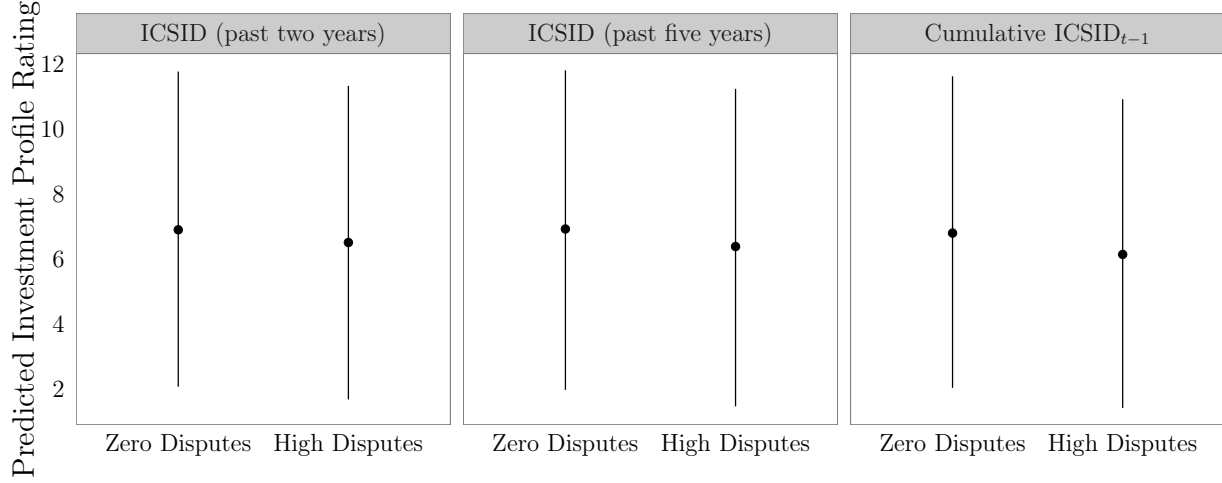 Predicted Investment Profile Rating
ICSID (past two years)
ICSID (past five years)
Cumulative ICSID_{t−1}
12
10
8
6
4
2
Zero Disputes
High Disputes
Zero Disputes
High Disputes
Zero Disputes
High Disputes